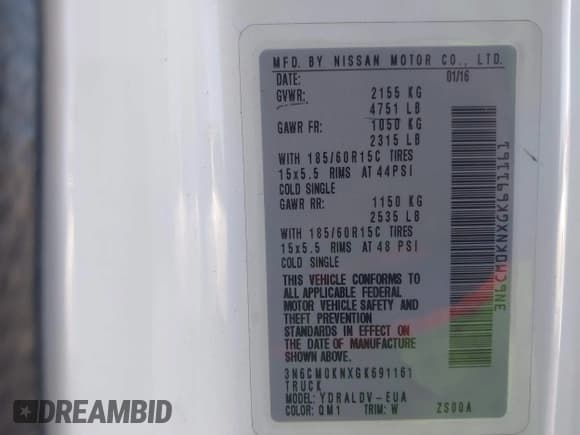 MFD. BY NISSAN MOTOR CO., LTD.
DATE: 01/16
GVWR: 2155 KG
4751 LB
GAWR FR: 1050 KG
2315 LB
WITH 185/60R15C TIRES
15x5.5 RIMS AT 44PSI
COLD SINGLE
GAWR RR: 1150 KG
2535 LB
WITH 185/60R15C TIRES
15x5.5 RIMS AT 48 PSI
COLD SINGLE
THIS VEHICLE CONFORMS TO
ALL APPLICABLE FEDERAL
MOTOR VEHICLE SAFETY AND
THEFT PREVENTION
STANDARDS IN EFFECT ON
THE DATE OF MANUFACTURE
SHOWN ABOVE.
3N6CM0KNXGK691161
TRUCK
MODEL: YDRALDV-EUA
COLOR: QM1 TRIM: W ZS00A
3N6CM0KNXGK691161
DREAMBID